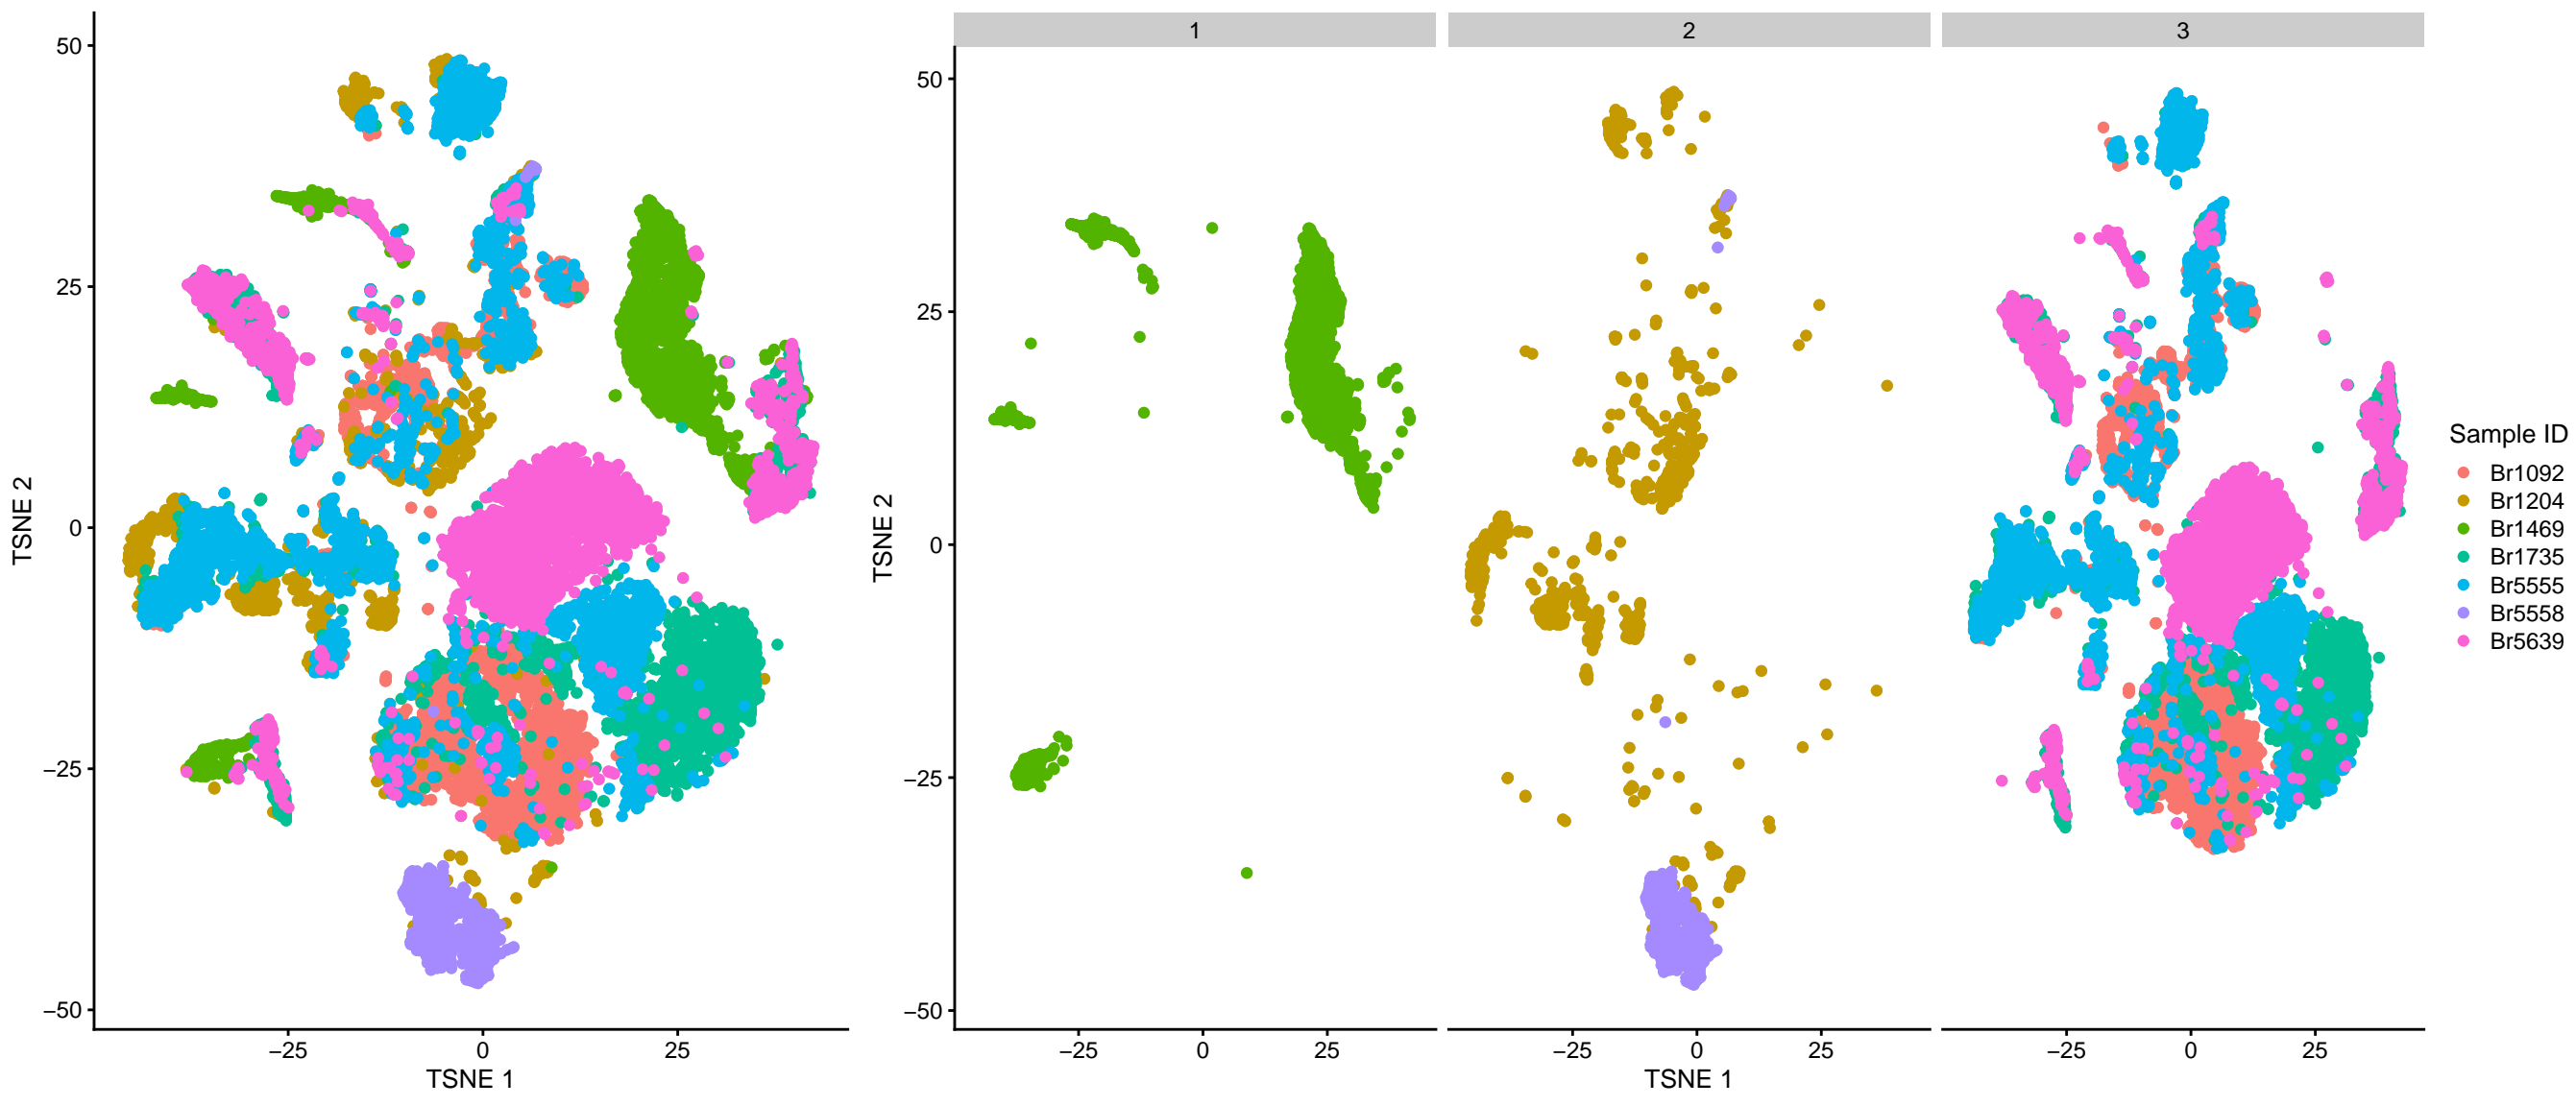 1 2 3
50
25
0
−25
−50
TSNE 2
−25 0 25
TSNE 1
50
25
0
−25
−50
TSNE 2
−25 0 25 −25 0 25 −25 0 25
TSNE 1
Sample ID
Br1092
Br1204
Br1469
Br1735
Br5555
Br5558
Br5639